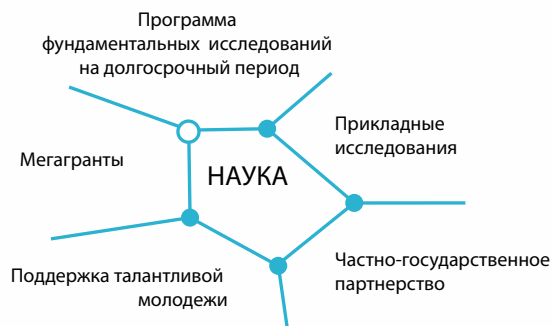 Программа
фундаментальных исследований
на долгосрочный период
Прикладные
исследования
Мегагранты
НАУКА
Частно-государственное
партнерство
Поддержка талантливой
молодежи